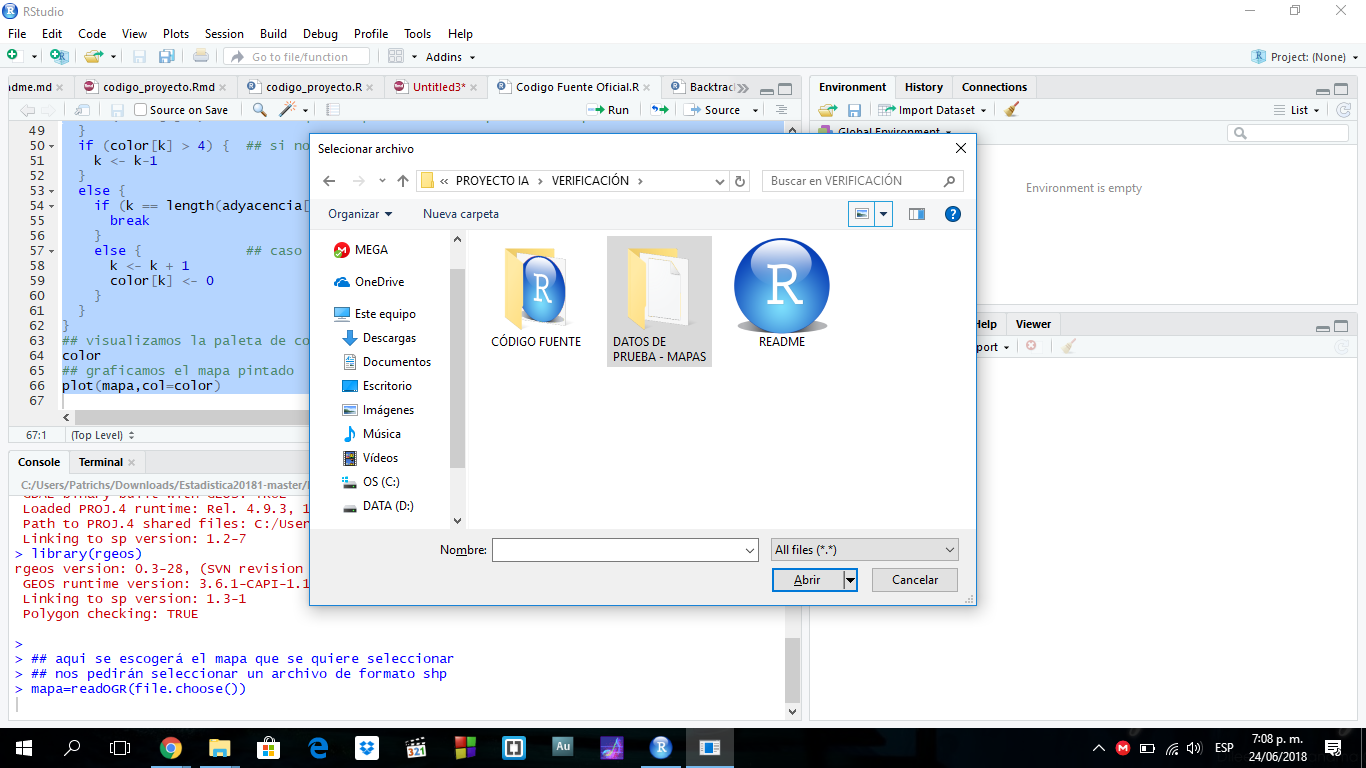 RStudio
File Edit Code View Plots Session Build Debug Profile Tools Help
Go to file/function
Addins
Project: (None)
dme.md codigo_proyecto.Rmd codigo_proyecto.R Untitled3* Codigo Fuente Oficial.R Backtrac
Source on Save Run Source
49 }
50 if (color[k] > 4) { ## si no
51 k <- k-1
52 }
53 else {
54 if (k == length(adyacencia[
55 break
56 }
57 else { ## caso
58 k <- k + 1
59 color[k] <- 0
60 }
61 }
62 }
63 ## visualizamos la paleta de co
64 color
65 ## graficamos el mapa pintado
66 plot(mapa,col=color)
67
67:1 (Top Level)
Console Terminal
C:/Users/Patrichs/Downloads/Estadistica20181-master/
GDAL binary built with GEOS: TRUE
Loaded PROJ.4 runtime: Rel. 4.9.3, 1
Path to PROJ.4 shared files: C:/User
Linking to sp version: 1.2-7
> library(rgeos)
rgeos version: 0.3-28, (SVN revision
GEOS runtime version: 3.6.1-CAPI-1.1
Linking to sp version: 1.3-1
Polygon checking: TRUE
>
> ## aqui se escogerá el mapa que se quiere seleccionar
> ## nos pedirán seleccionar un archivo de formato shp
> mapa=readOGR(file.choose())
Selecionar archivo
« PROYECTO IA > VERIFICACIÓN >
Buscar en VERIFICACIÓN
Organizar Nueva carpeta
MEGA
OneDrive
Este equipo
Descargas
Documentos
Escritorio
Imágenes
Música
Vídeos
OS (C:)
DATA (D:)
CÓDIGO FUENTE
DATOS DE
PRUEBA - MAPAS
README
Nombre:
All files (*.*)
Abrir Cancelar
Environment History Connections
Import Dataset List
Global Environment
Environment is empty
Help Viewer
port
ESP
7:08 p. m.
24/06/2018